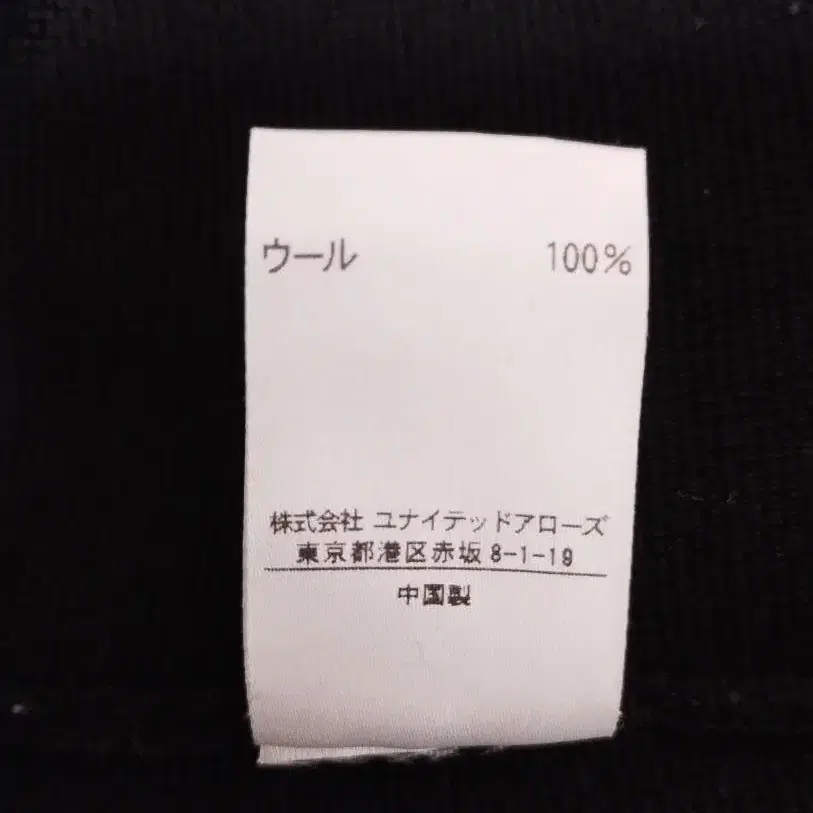 ウール 100%
株式会社 ユナイテッドアローズ
東京都港区赤坂 8-1-19
中国製